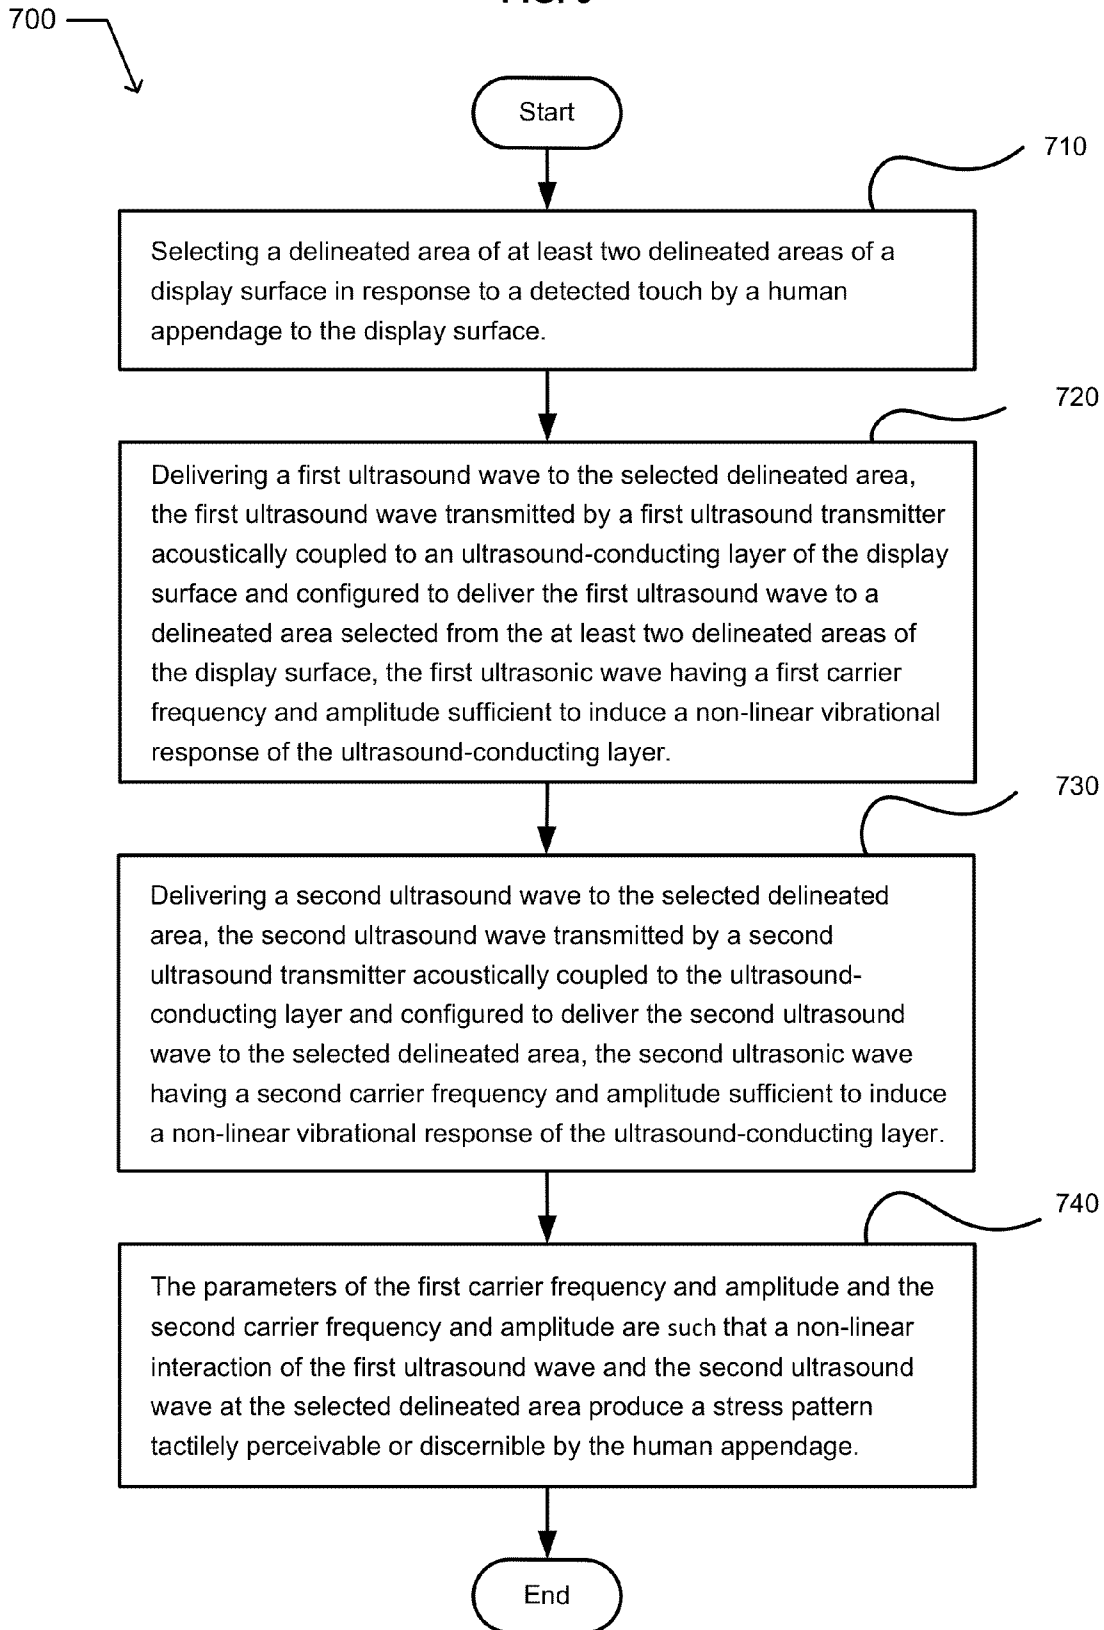 700
Start
710
Selecting a delineated area of at least two delineated areas of a
display surface in response to a detected touch by a human
appendage to the display surface.
720
Delivering a first ultrasound wave to the selected delineated area,
the first ultrasound wave transmitted by a first ultrasound transmitter
acoustically coupled to an ultrasound-conducting layer of the display
surface and configured to deliver the first ultrasound wave to a
delineated area selected from the at least two delineated areas of
the display surface, the first ultrasonic wave having a first carrier
frequency and amplitude sufficient to induce a non-linear vibrational
response of the ultrasound-conducting layer.
730
Delivering a second ultrasound wave to the selected delineated
area, the second ultrasound wave transmitted by a second
ultrasound transmitter acoustically coupled to the ultrasound-
conducting layer and configured to deliver the second ultrasound
wave to the selected delineated area, the second ultrasonic wave
having a second carrier frequency and amplitude sufficient to induce
a non-linear vibrational response of the ultrasound-conducting layer.
740
The parameters of the first carrier frequency and amplitude and the
second carrier frequency and amplitude are such that a non-linear
interaction of the first ultrasound wave and the second ultrasound
wave at the selected delineated area produce a stress pattern
tactilely perceivable or discernible by the human appendage.
End